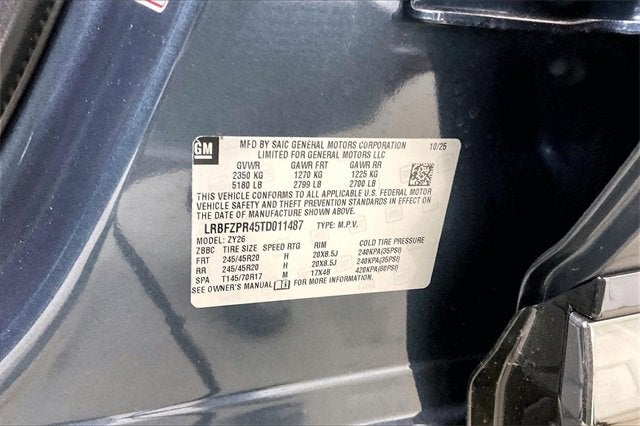 GM
MFD BY SAIC GENERAL MOTORS CORPORATION 10/25
LIMITED FOR GENERAL MOTORS LLC
GVWR GAWR FRT GAWR RR
2350 KG 1270 KG 1225 KG
5180 LB 2799 LB 2700 LB
THIS VEHICLE CONFORMS TO ALL APPLICABLE U.S. FEDERAL MOTOR
VEHICLE SAFETY AND THEFT PREVENTION STANDARDS IN EFFECT ON
THE DATE OF MANUFACTURE SHOWN ABOVE.
LRBFZPR45TD011487 TYPE: M.P.V.
MODEL: ZY26
ZBBC TIRE SIZE SPEED RTG RIM COLD TIRE PRESSURE
FRT 245/45R20 H 20X8.5J 240KPA(35PSI)
RR 245/45R20 H 20X8.5J 240KPA(35PSI)
SPA T145/70R17 M 17X4B 420KPA(60PSI)
SEE OWNER'S MANUAL FOR MORE INFORMATION.